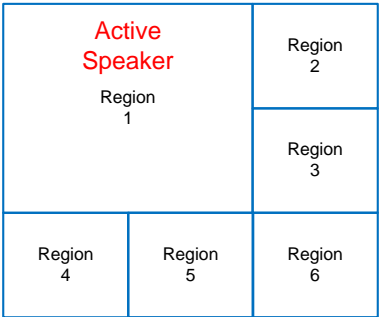 Active
Speaker
Region
1
Region
2
Region
3
Region
4
Region
5
Region
6